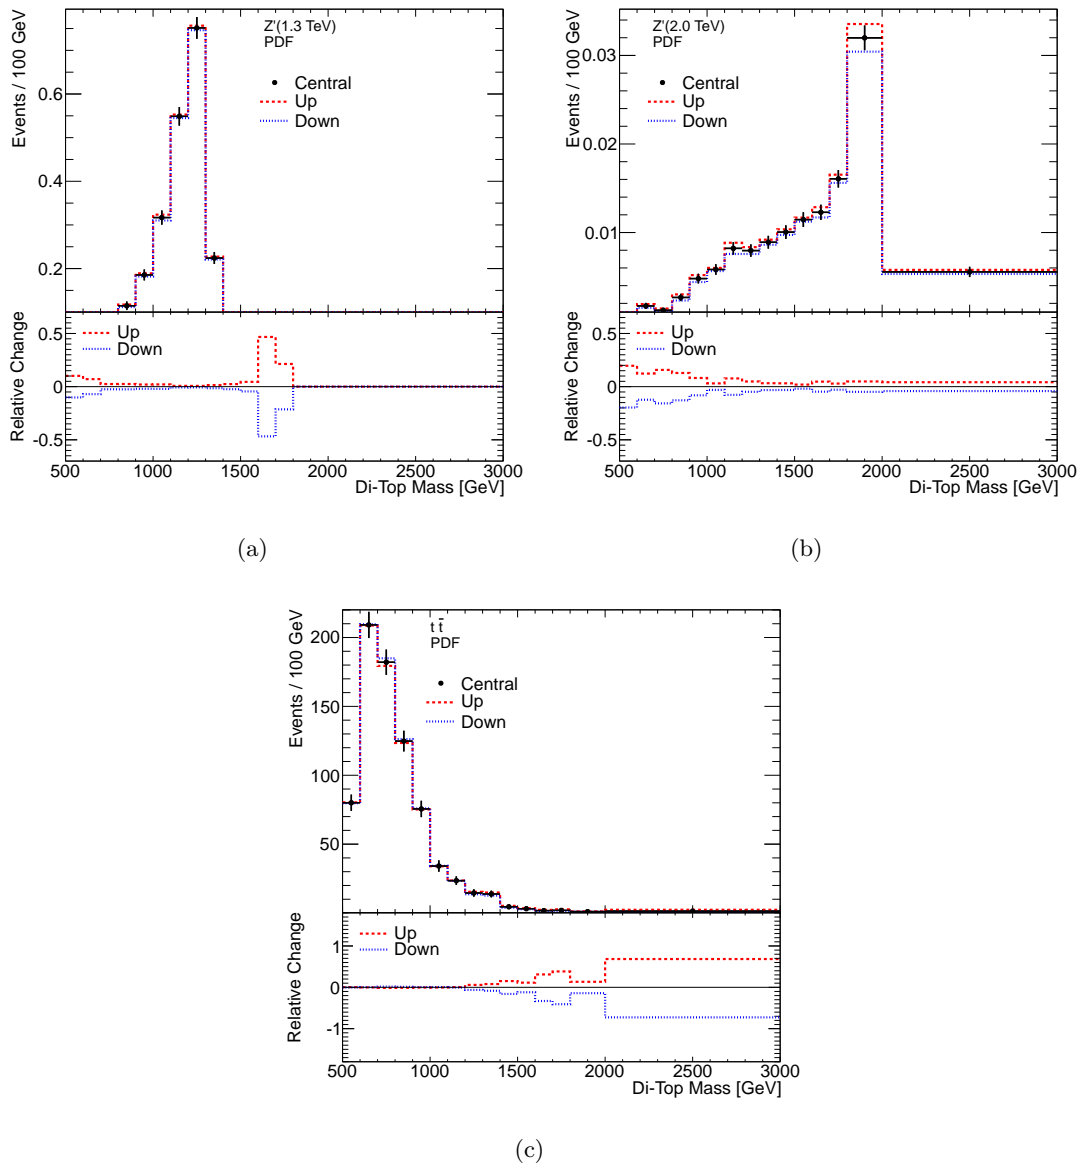 Z'(1.3 TeV)
PDF
Central
Up
Down
Events / 100 GeV
0.6
0.4
0.2
Up
Down
Relative Change
0.5
0
-0.5
500 1000 1500 2000 2500 3000
Di-Top Mass [GeV]
(a)
Z'(2.0 TeV)
PDF
Central
Up
Down
Events / 100 GeV
0.03
0.02
0.01
Up
Down
Relative Change
0.5
0
-0.5
500 1000 1500 2000 2500 3000
Di-Top Mass [GeV]
(b)
t t̄
PDF
Central
Up
Down
Events / 100 GeV
200
150
100
50
Up
Down
Relative Change
1
0
-1
500 1000 1500 2000 2500 3000
Di-Top Mass [GeV]
(c)